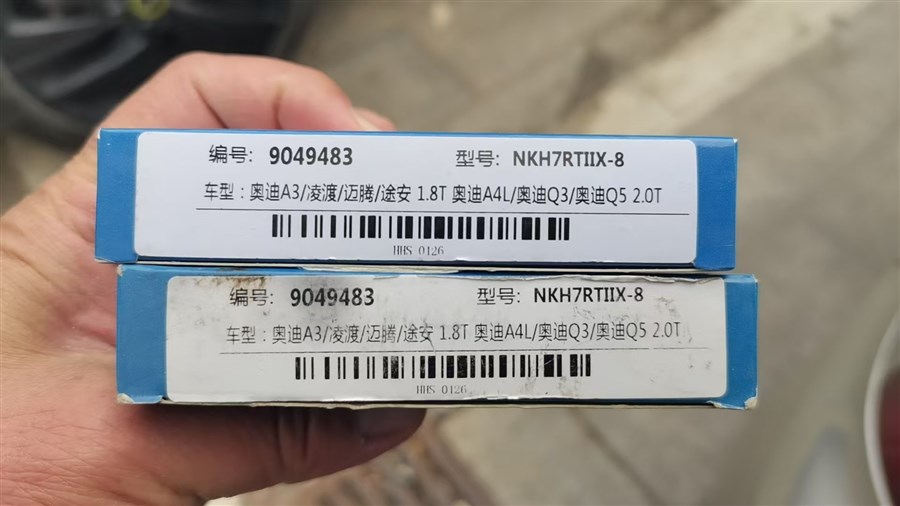 编号: 9049483 型号: NKH7RTIIX-8
车型：奥迪A3/凌渡/迈腾/途安 1.8T 奥迪A4L/奥迪Q3/奥迪Q5 2.0T
HHS-0126
编号: 9049483 型号: NKH7RTIIX-8
车型：奥迪A3/凌渡/迈腾/途安 1.8T 奥迪A4L/奥迪Q3/奥迪Q5 2.0T
HHS-0126